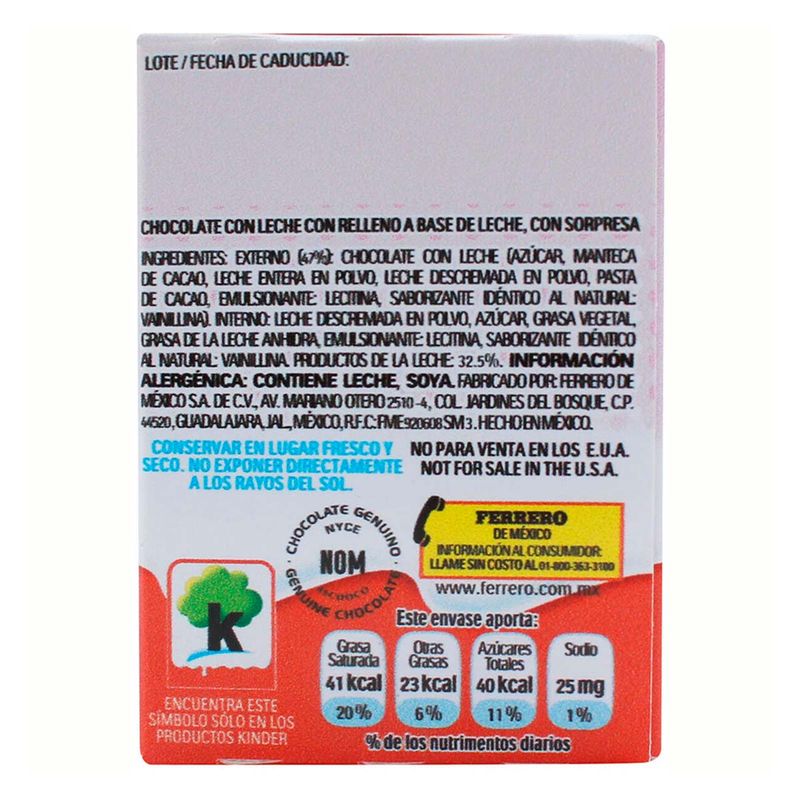 LOTE / FECHA DE CADUCIDAD:
CHOCOLATE CON LECHE CON RELLENO A BASE DE LECHE, CON SORPRESA
INGREDIENTES: EXTERNO (47%): CHOCOLATE CON LECHE (AZÚCAR, MANTECA
DE CACAO, LECHE ENTERA EN POLVO, LECHE DESCREMADA EN POLVO, PASTA
DE CACAO, EMULSIONANTE: LECITINA, SABORIZANTE IDÉNTICO AL NATURAL:
VAINILLINA). INTERNO: LECHE DESCREMADA EN POLVO, AZÚCAR, GRASA VEGETAL,
GRASA DE LA LECHE ANHIDRA, EMULSIONANTE: LECITINA, SABORIZANTE IDÉNTICO
AL NATURAL: VAINILLINA. PRODUCTOS DE LA LECHE: 32.5%. INFORMACIÓN
ALERGÉNICA: CONTIENE LECHE, SOYA. FABRICADO POR: FERRERO DE
MÉXICO S.A. DE C.V., AV. MARIANO OTERO 2510-4, COL. JARDINES DEL BOSQUE, C.P.
44520, GUADALAJARA, JAL., MÉXICO, R.F.C: FME920608SM3. HECHO EN MÉXICO.
CONSERVAR EN LUGAR FRESCO Y
SECO. NO EXPONER DIRECTAMENTE
A LOS RAYOS DEL SOL.
NO PARA VENTA EN LOS E.U.A.
NOT FOR SALE IN THE U.S.A.
CHOCOLATE GENUINO
NYCE
NOM
ASCHOCO
GENUINE CHOCOLATE
FERRERO
DE MÉXICO
INFORMACIÓN AL CONSUMIDOR:
LLAME SIN COSTO AL 01-800-363-3100
www.ferrero.com.mx
k
ENCUENTRA ESTE
SÍMBOLO SÓLO EN LOS
PRODUCTOS KINDER
Este envase aporta:
Grasa Saturada
41 kcal
20%
Otras Grasas
23 kcal
6%
Azúcares Totales
40 kcal
11%
Sodio
25 mg
1%
% de los nutrimentos diarios